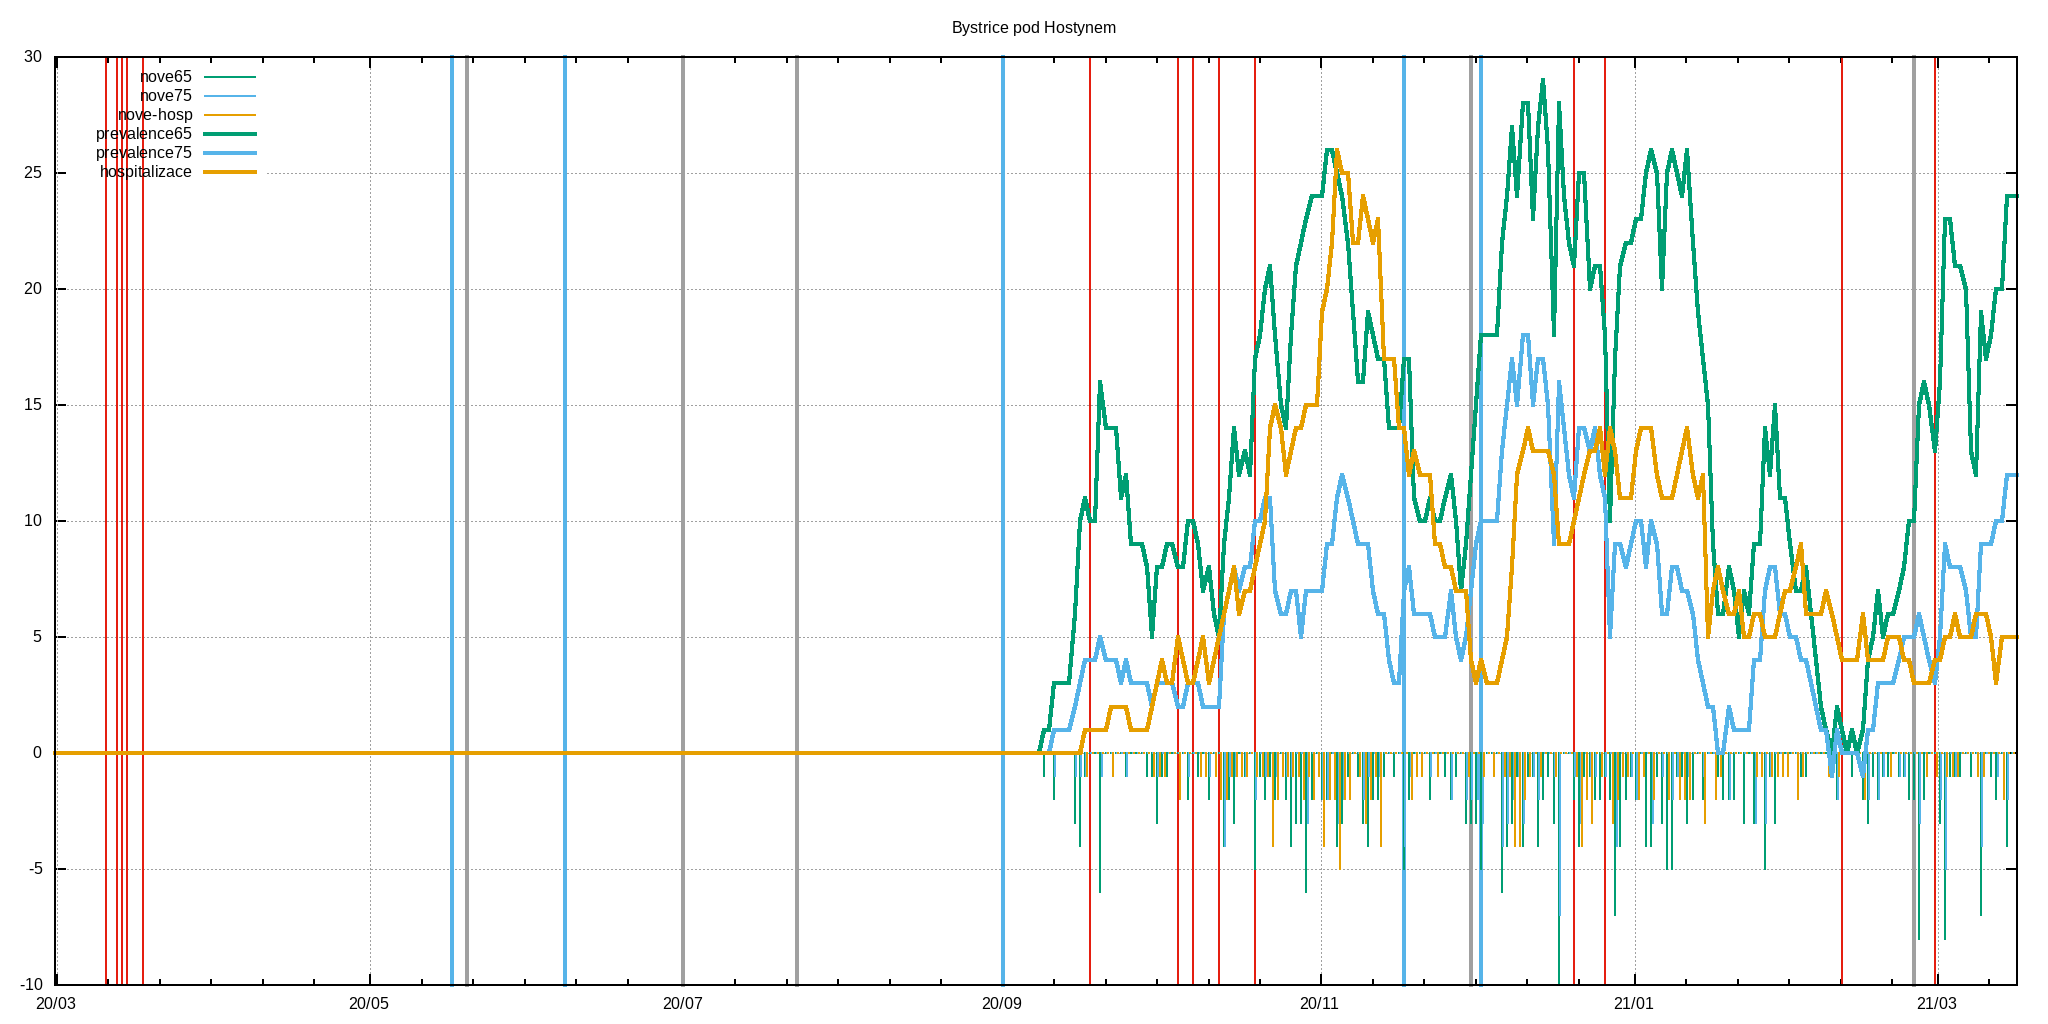 Bystrice pod Hostynem
30
25
20
15
10
5
0
-5
-10
nove65
nove75
nove-hosp
prevalence65
prevalence75
hospitalizace
20/03 20/05 20/07 20/09 20/11 21/01 21/03